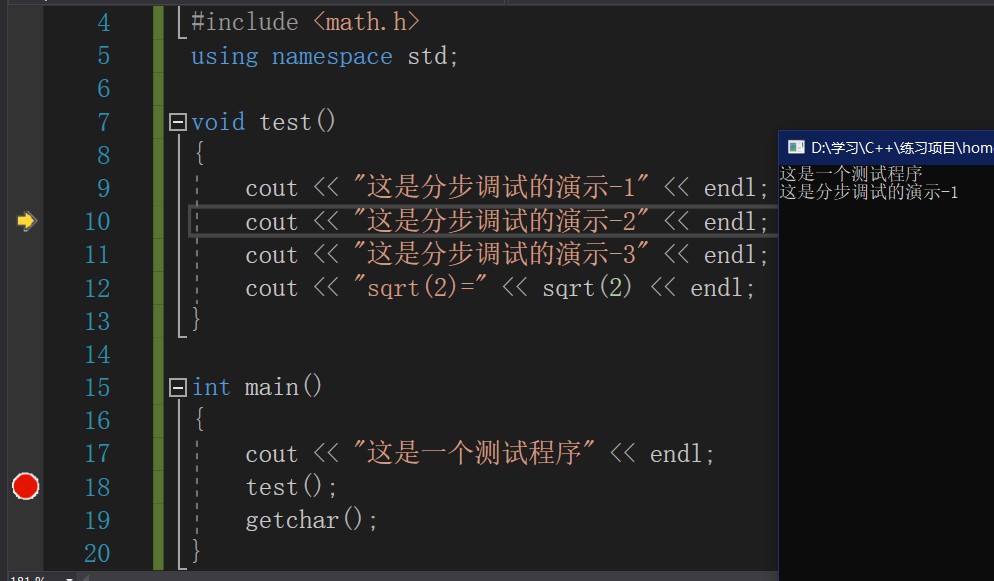 4 #include <math.h>
5 using namespace std;
6
7 void test()
8 {
9 cout << "这是分步调试的演示-1" << endl;
10 cout << "这是分步调试的演示-2" << endl;
11 cout << "这是分步调试的演示-3" << endl;
12 cout << "sqrt(2)=" << sqrt(2) << endl;
13 }
14
15 int main()
16 {
17 cout << "这是一个测试程序" << endl;
18 test();
19 getchar();
20 }
D:\学习\C++\练习项目\hom
这是一个测试程序
这是分步调试的演示-1